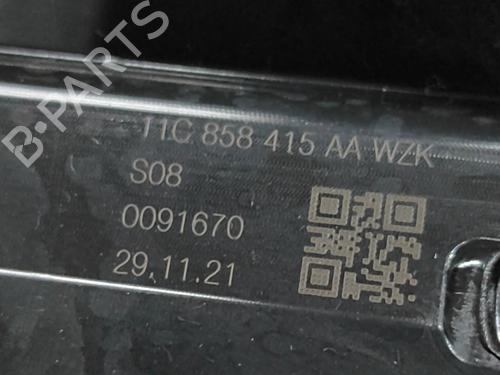 B-PARTS
11C 858 415 AA WZK
S08
0091670
29.11.21